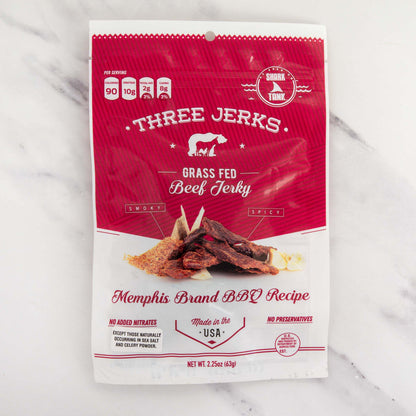 PER SERVING
90
10g
2g
8g
3%
SHARK
TANK
THREE JERKS
GRASS FED
Beef Jerky
SMOKY
SPICY
Memphis Brand BBQ Recipe
NO ADDED NITRATES
NO PRESERVATIVES
EXCEPT THOSE NATURALLY
OCCURRING IN SEA SALT
AND CELERY POWDER.
Made in the
USA
NET WT. 2.25oz (63g)